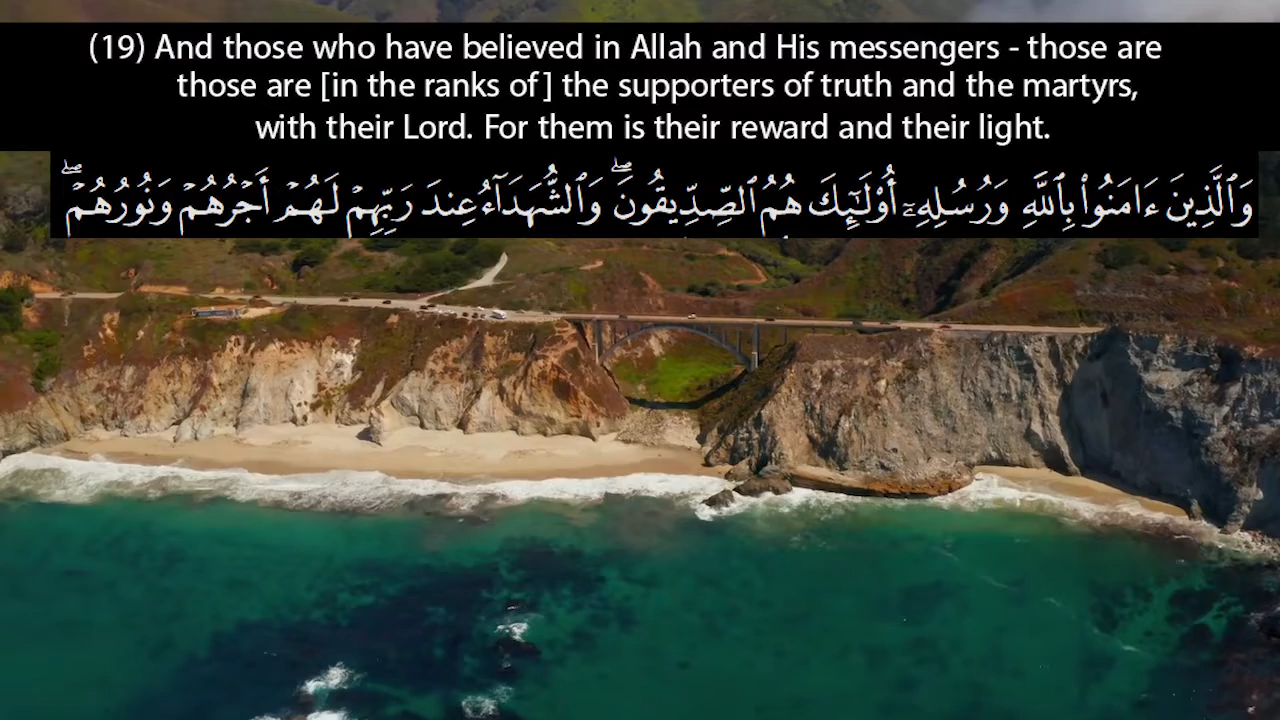 (19) And those who have believed in Allah and His messengers - those are
those are [in the ranks of] the supporters of truth and the martyrs,
with their Lord. For them is their reward and their light.
وَٱلَّذِينَ ءَامَنُوا۟ بِٱللَّهِ وَرُسُلِهِۦٓ أُو۟لَـٰٓئِكَ هُمُ ٱلصِّدِّيقُونَ ۖ وَٱلشُّهَدَآءُ عِندَ رَبِّهِمْ لَهُمْ أَجْرُهُمْ وَنُورُهُمْ ۖ